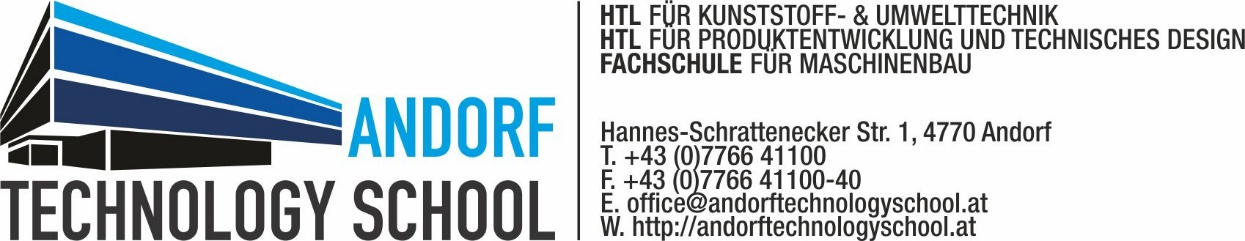 ANDORF
TECHNOLOGY SCHOOL
HTL FÜR KUNSTSTOFF- & UMWELTTECHNIK
HTL FÜR PRODUKTENTWICKLUNG UND TECHNISCHES DESIGN
FACHSCHULE FÜR MASCHINENBAU
Hannes-Schrattenecker Str. 1, 4770 Andorf
T. +43 (0)7766 41100
F. +43 (0)7766 41100-40
E. office@andorftechnologyschool.at
W. http://andorftechnologyschool.at